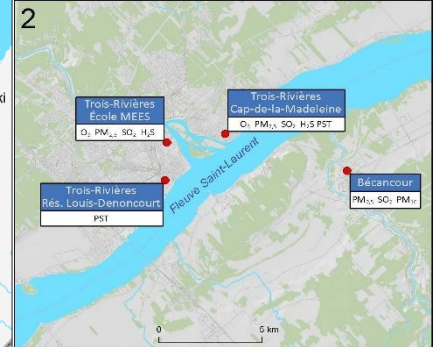 2
ki
Trois-Rivières
École MEES
O₃ PM₂,₅ SO₂ H₂S
Trois-Rivières
Cap-de-la-Madeleine
O₃ PM₂,₅ SO₂ H₂S PST
Trois-Rivières
Rés. Louis-Denoncourt
PST
Fleuve Saint-Laurent
Bécancour
PM₂,₅ SO₂ PM₁₀
0 5 km